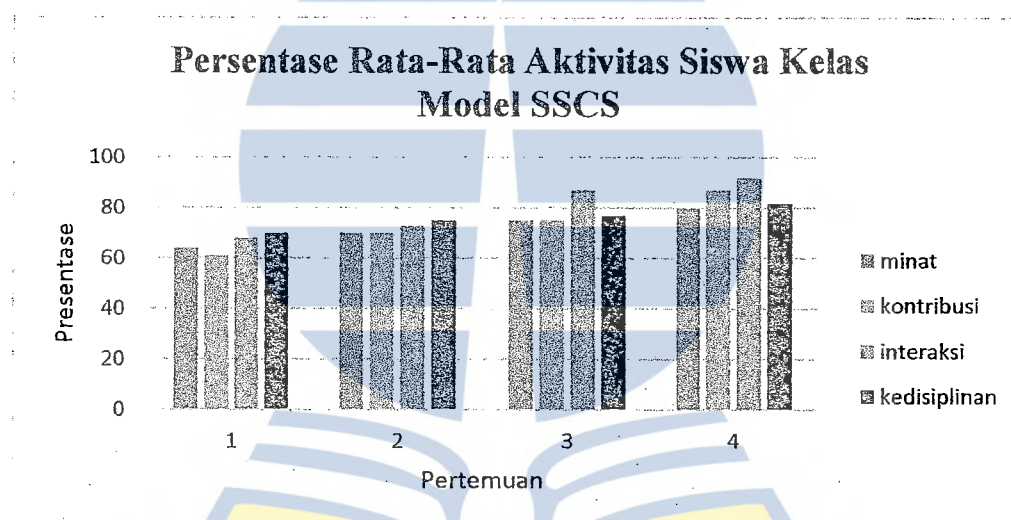 Persentase Rata-Rata Aktivitas Siswa Kelas
Model SSCS
100
80
60
40
20
0
Presentase
1
2
3
4
Pertemuan
minat
kontribusi
interaksi
kedisiplinan